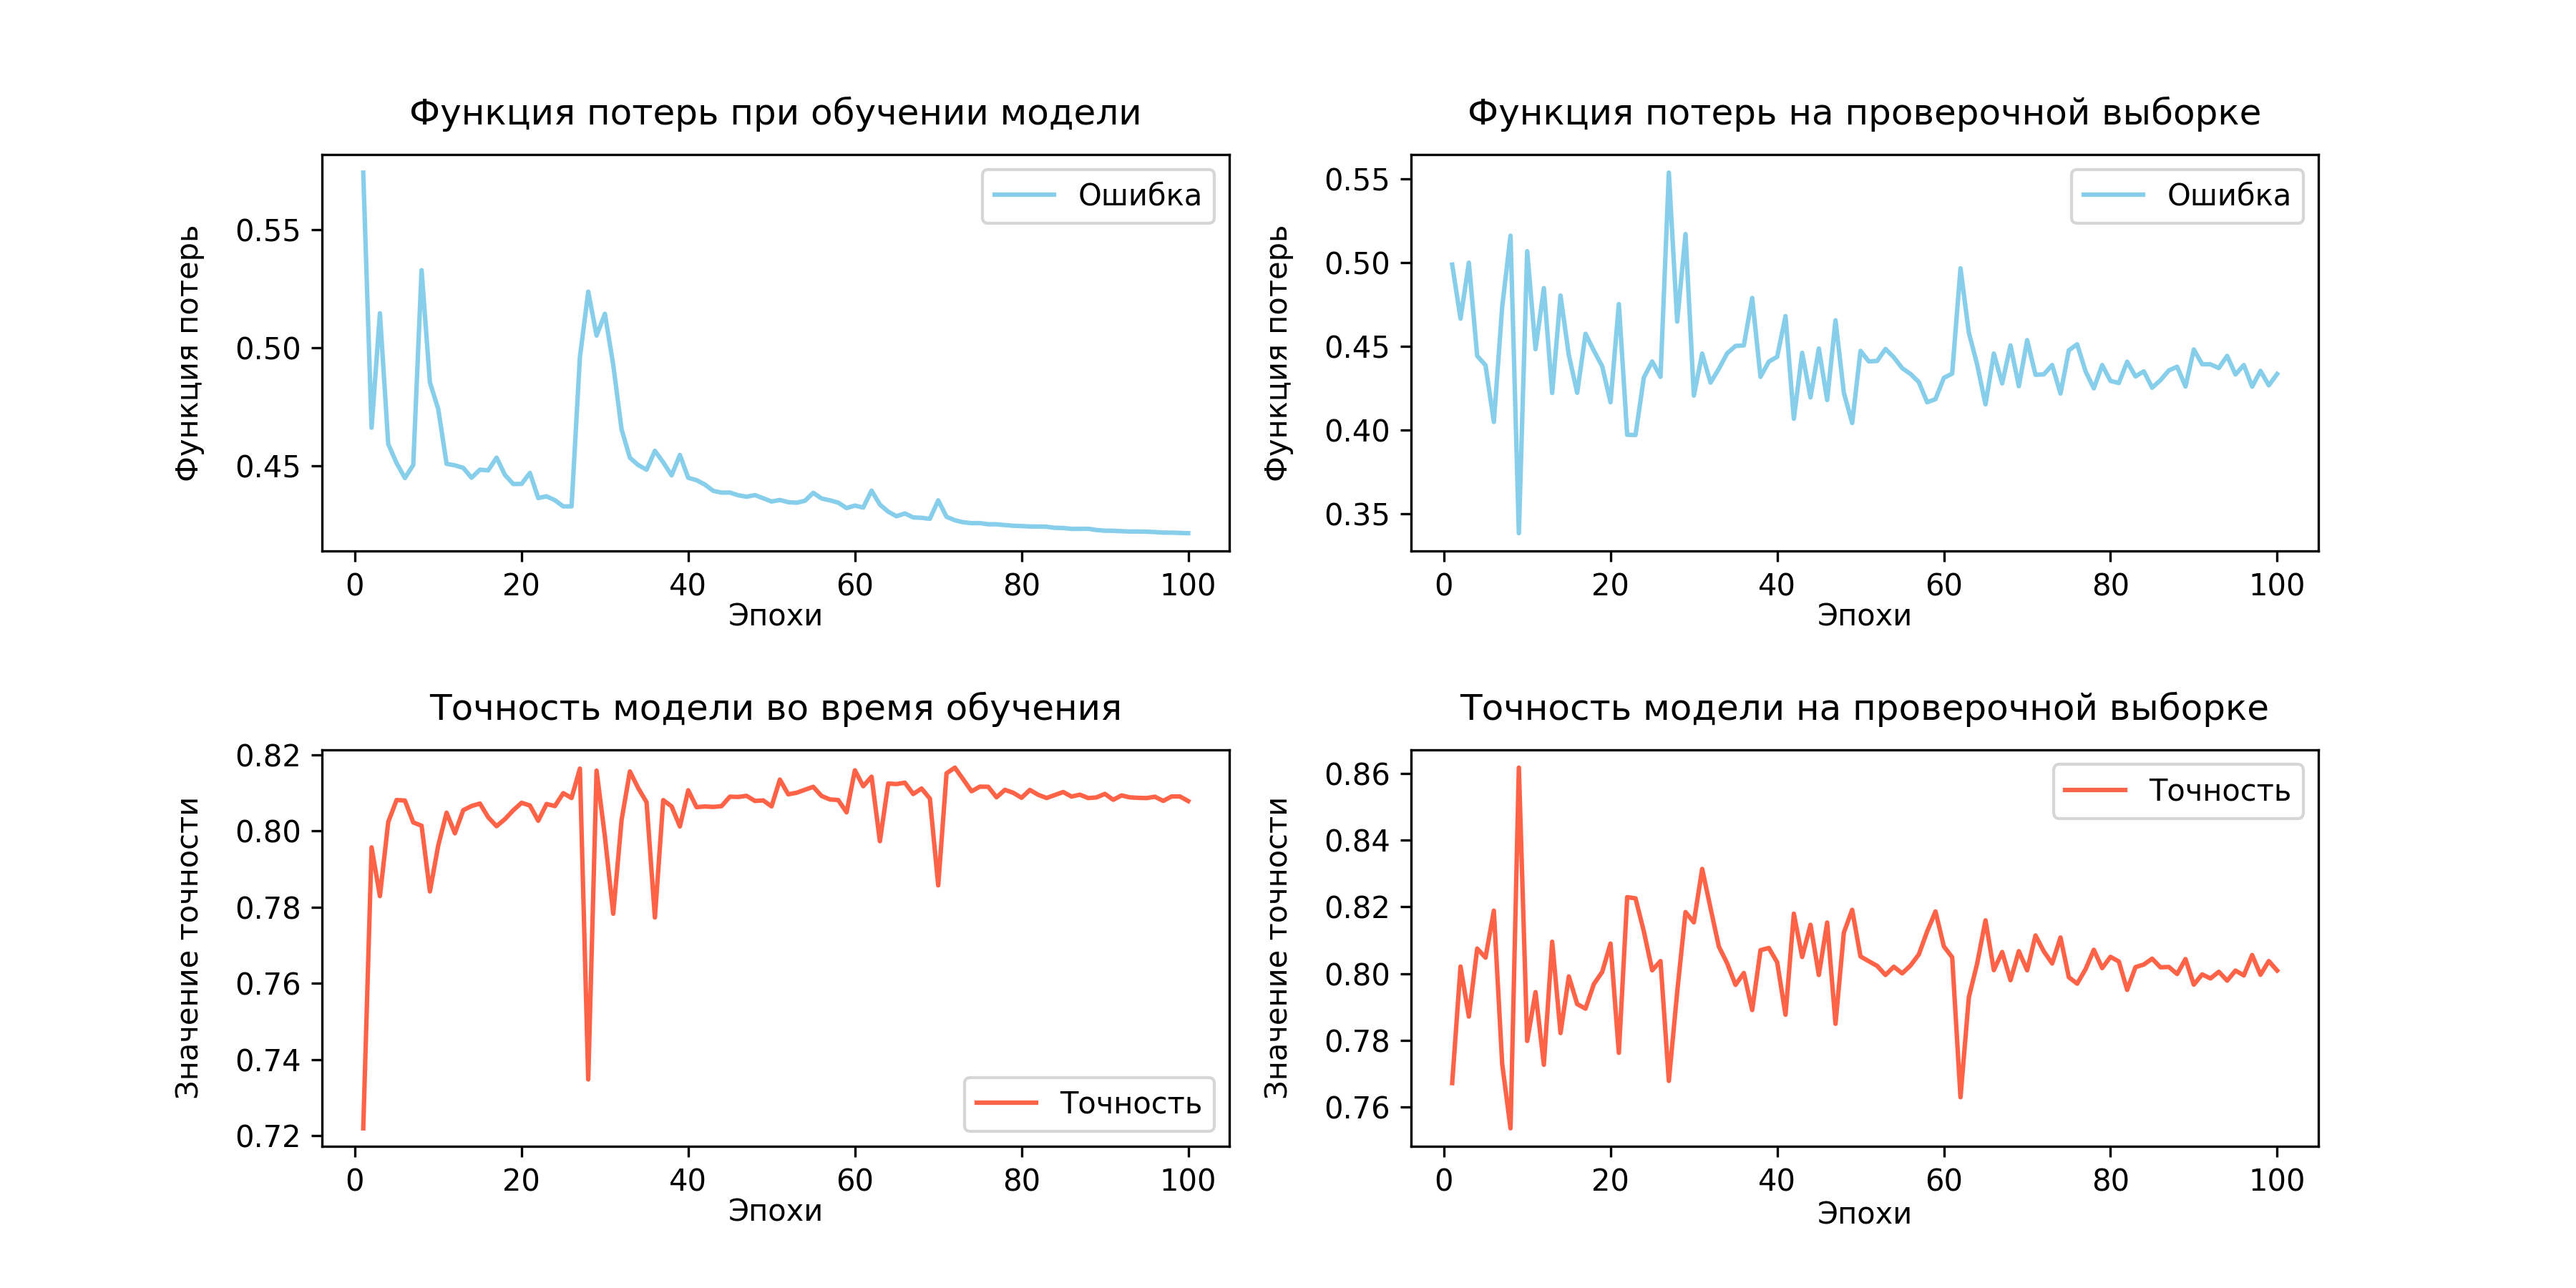 Функция потерь при обучении модели
Функция потерь
0.55
0.50
0.45
Ошибка
0
20
40
60
80
100
Эпохи
Функция потерь на проверочной выборке
Функция потерь
0.55
0.50
0.45
0.40
0.35
Ошибка
0
20
40
60
80
100
Эпохи
Точность модели во время обучения
Значение точности
0.82
0.80
0.78
0.76
0.74
0.72
Точность
0
20
40
60
80
100
Эпохи
Точность модели на проверочной выборке
Значение точности
0.86
0.84
0.82
0.80
0.78
0.76
Точность
0
20
40
60
80
100
Эпохи